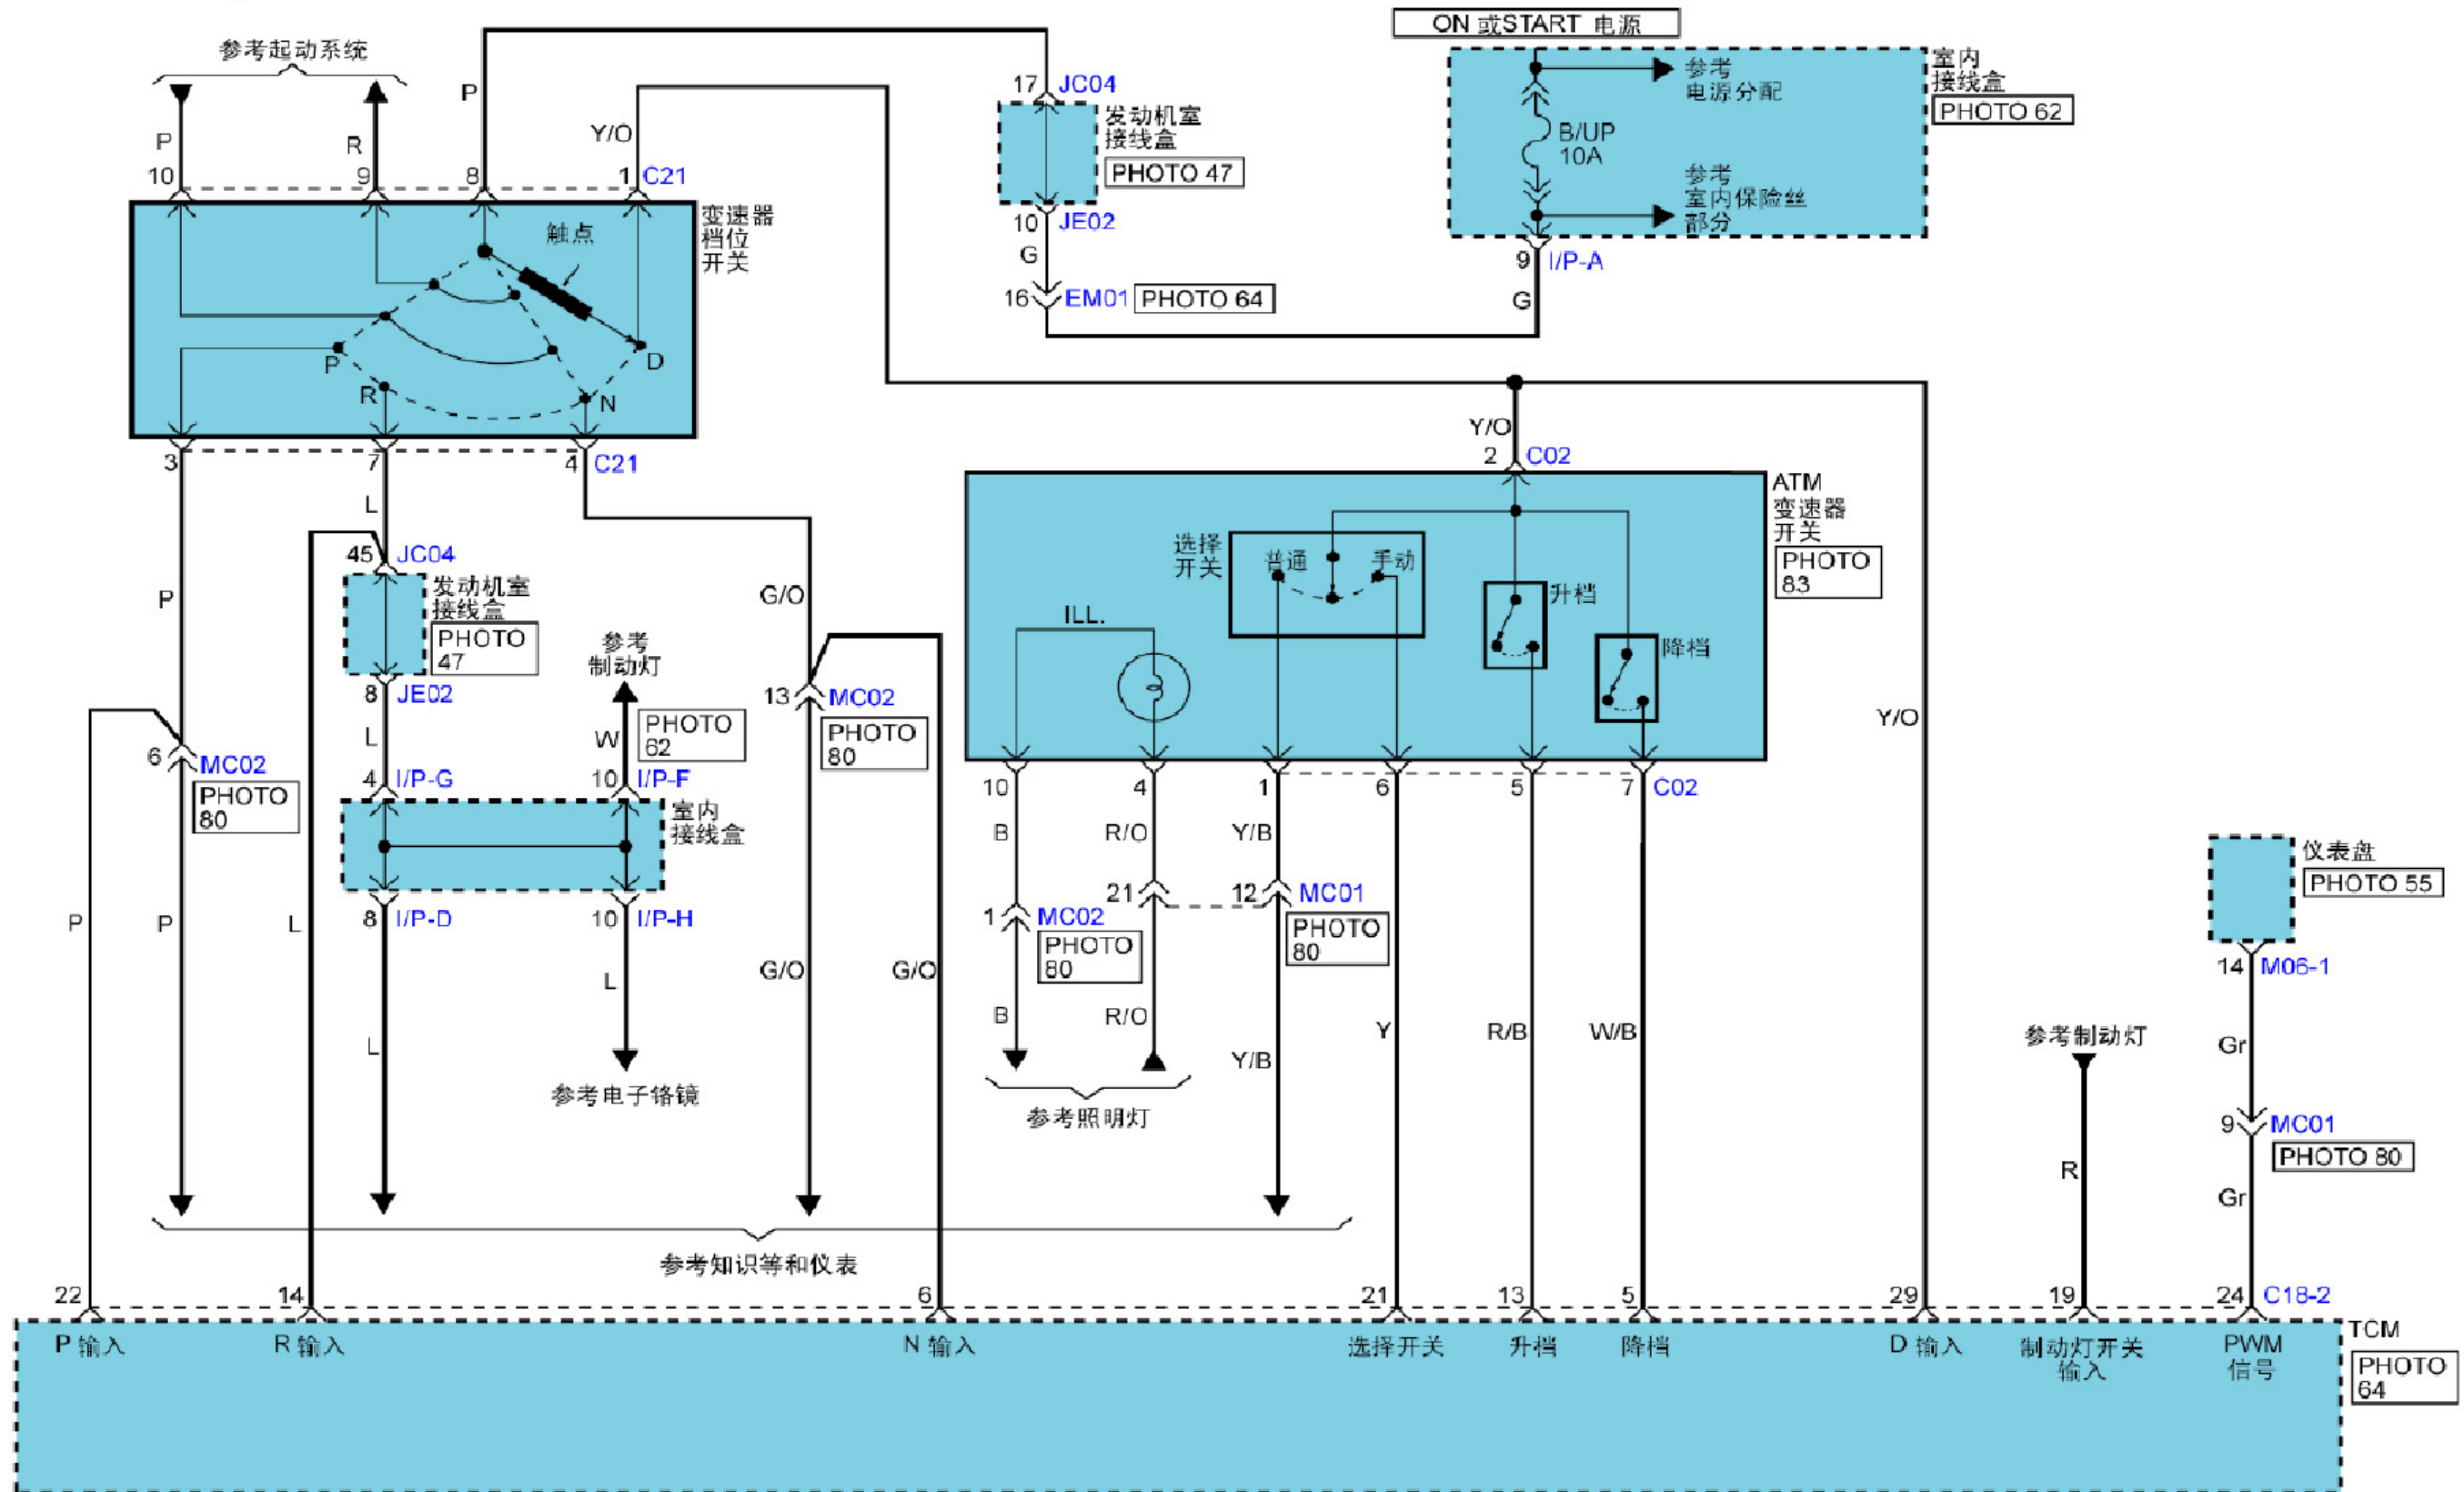 ON 或START 电源
参考起动系统
室内
接线盒
PHOTO 62
参考
电源分配
B/UP
10A
参考
室内保险丝
部分
P
17 JC04
发动机室
接线盒
PHOTO 47
Y/O
P
R
10
9
8
1 C21
10 JE02
9 I/P-A
G
G
16 EM01 PHOTO 64
变速器
档位
开关
触点
P
R
N
D
3
7
4 C21
Y/O
2 C02
L
ATM
变速器
开关
PHOTO
83
选择
开关
普通
手动
升档
降档
ILL.
45 JC04
发动机室
接线盒
PHOTO
47
P
G/O
参考
制动灯
8 JE02
13 MC02
PHOTO
80
L
W
PHOTO
62
Y/O
6 MC02
PHOTO
80
4 I/P-G
10 I/P-F
室内
接线盒
10
4
1
6
5
7 C02
B
R/O
Y/B
仪表盘
PHOTO 55
21
12 MC01
PHOTO
80
1 MC02
PHOTO
80
8 I/P-D
10 I/P-H
P
P
L
G/O
G/O
14 M06-1
L
B
R/O
Y
R/B
W/B
L
Y/B
参考制动灯
Gr
参考电子铬镜
参考照明灯
9 MC01
PHOTO 80
R
Gr
参考知识等和仪表
22
14
6
21
13
5
29
19
24 C18-2
P 输入
R 输入
N 输入
选择开关
升档
降档
D 输入
制动灯开关
输入
PWM
信号
TCM
PHOTO
64